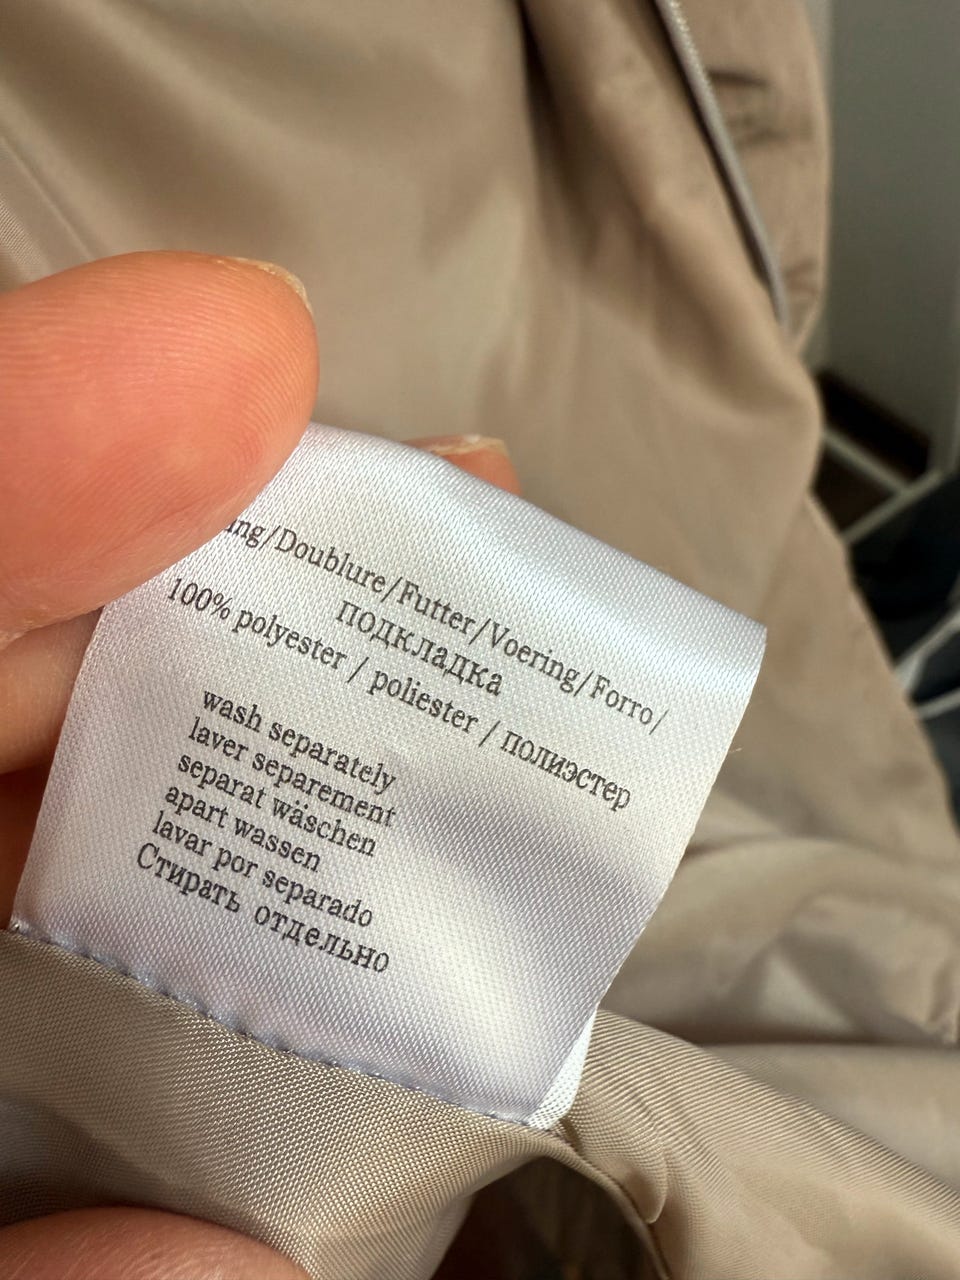 /Doublure/Futter/Voering/Forro/
подкладка
100% polyester / poliester / полиэстер
wash separately
laver separement
separat wäschen
apart wassen
lavar por separado
Стирать отдельно